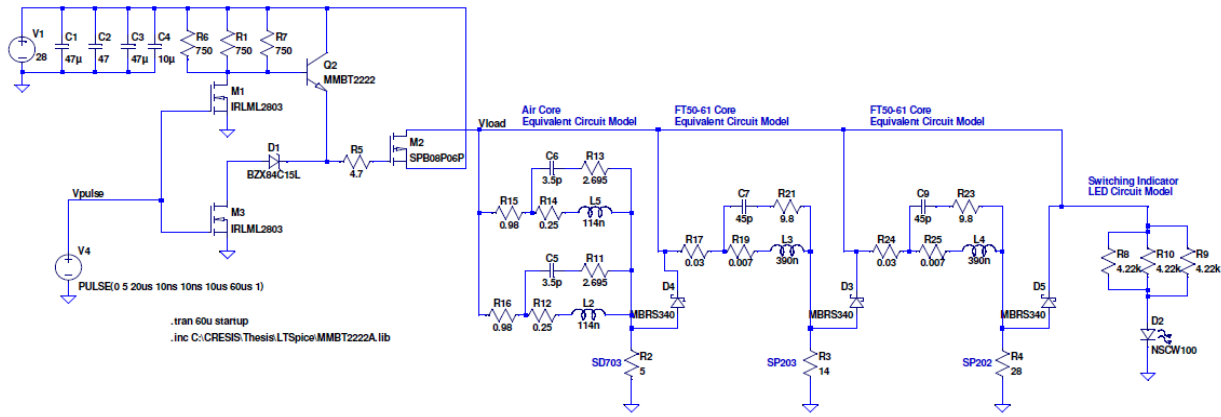 V1
28
C1
47µ
C2
47
C3
47µ
C4
10µ
R6
750
R1
750
R7
750
Q2
MMBT2222
M1
IRLML2803
D1
BZX84C15L
R5
4.7
M2
SPB08P06P
Vpulse
M3
IRLML2803
V4
PULSE(0 5 20us 10ns 10ns 10us 60us 1)
.tran 60u startup
.inc C:\CRESIS\Thesis\LTSpice\MMBT2222A.lib
Vload
Air Core
Equivalent Circuit Model
C6
3.5p
R13
2.695
R15
0.98
R14
0.25
L5
114n
C5
3.5p
R11
2.695
R16
0.98
R12
0.25
L2
114n
SD703
R2
5
FT50-61 Core
Equivalent Circuit Model
C7
45p
R21
9.8
R17
0.03
R19
0.007
L3
390n
D4
MBRS340
SP203
R3
14
FT50-61 Core
Equivalent Circuit Model
C9
45p
R23
9.8
R24
0.03
R25
0.007
L4
390n
D3
MBRS340
SP202
R4
28
D5
MBRS340
Switching Indicator
LED Circuit Model
R8
4.22k
R10
4.22k
R9
4.22k
D2
NSCW100